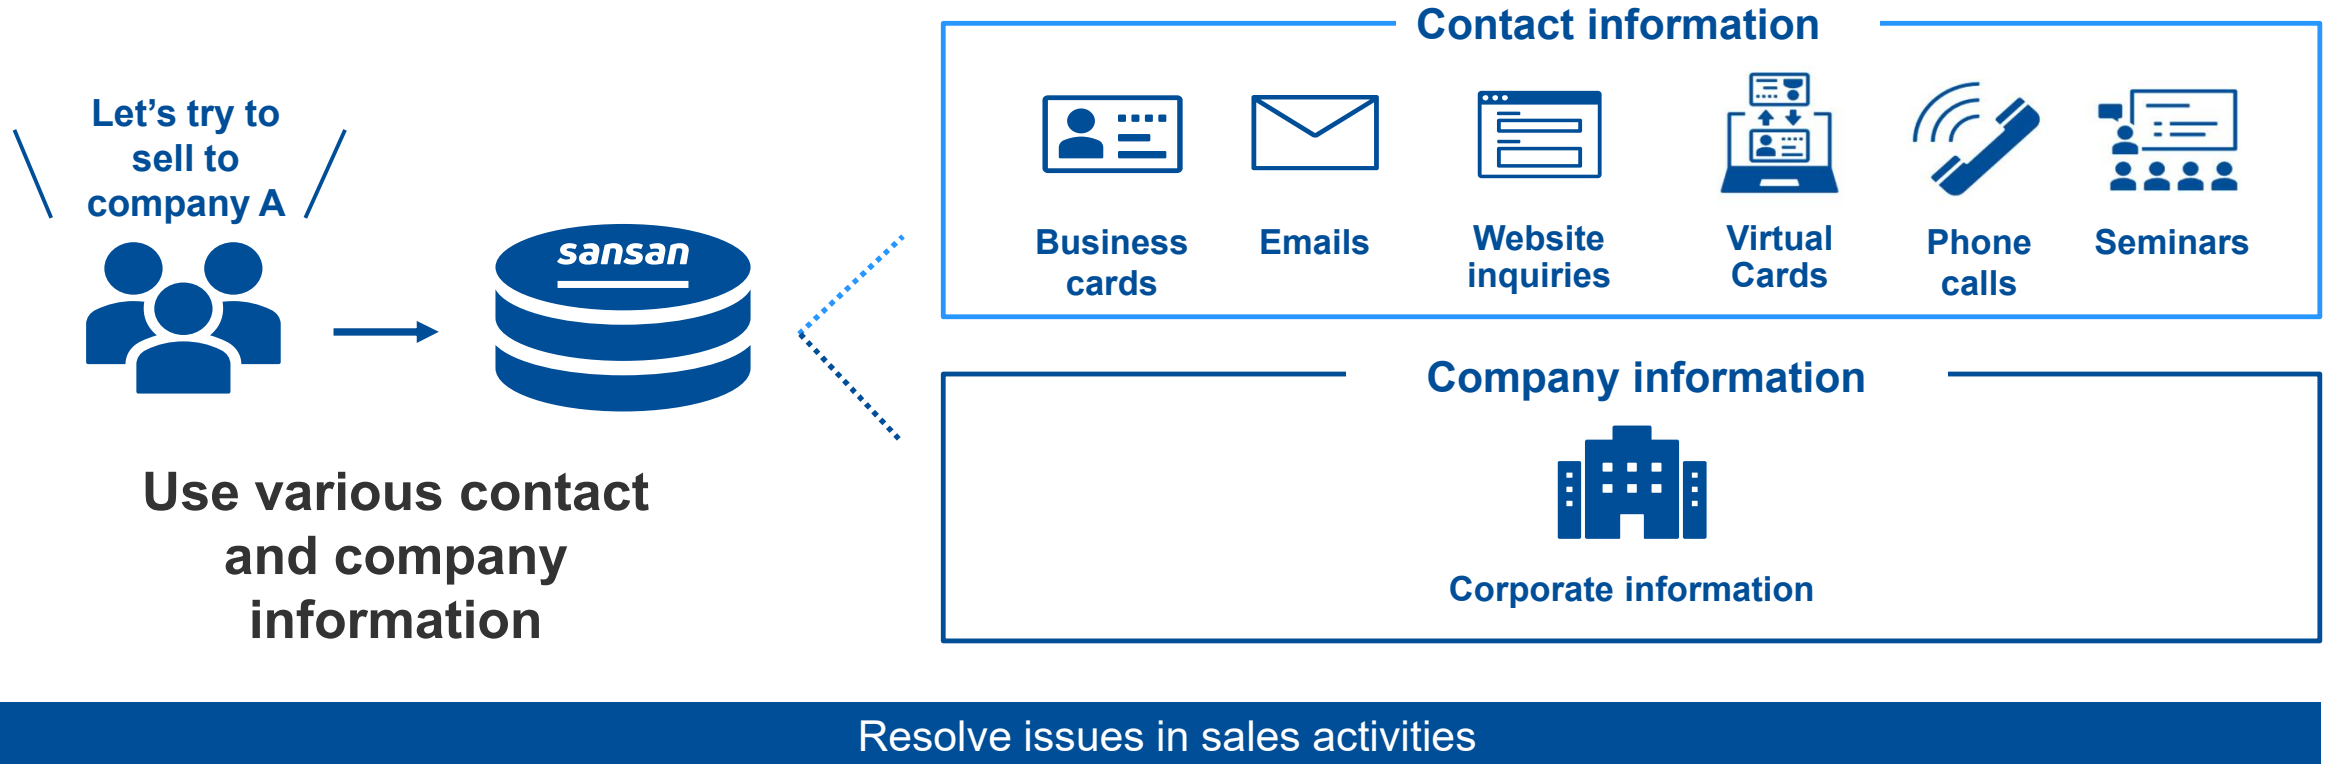 Let’s try to
sell to
company A
sansan
Use various contact
and company
information
Contact information
Business
cards
Emails
Website
inquiries
Virtual
Cards
Phone
calls
Seminars
Company information
Corporate information
Resolve issues in sales activities